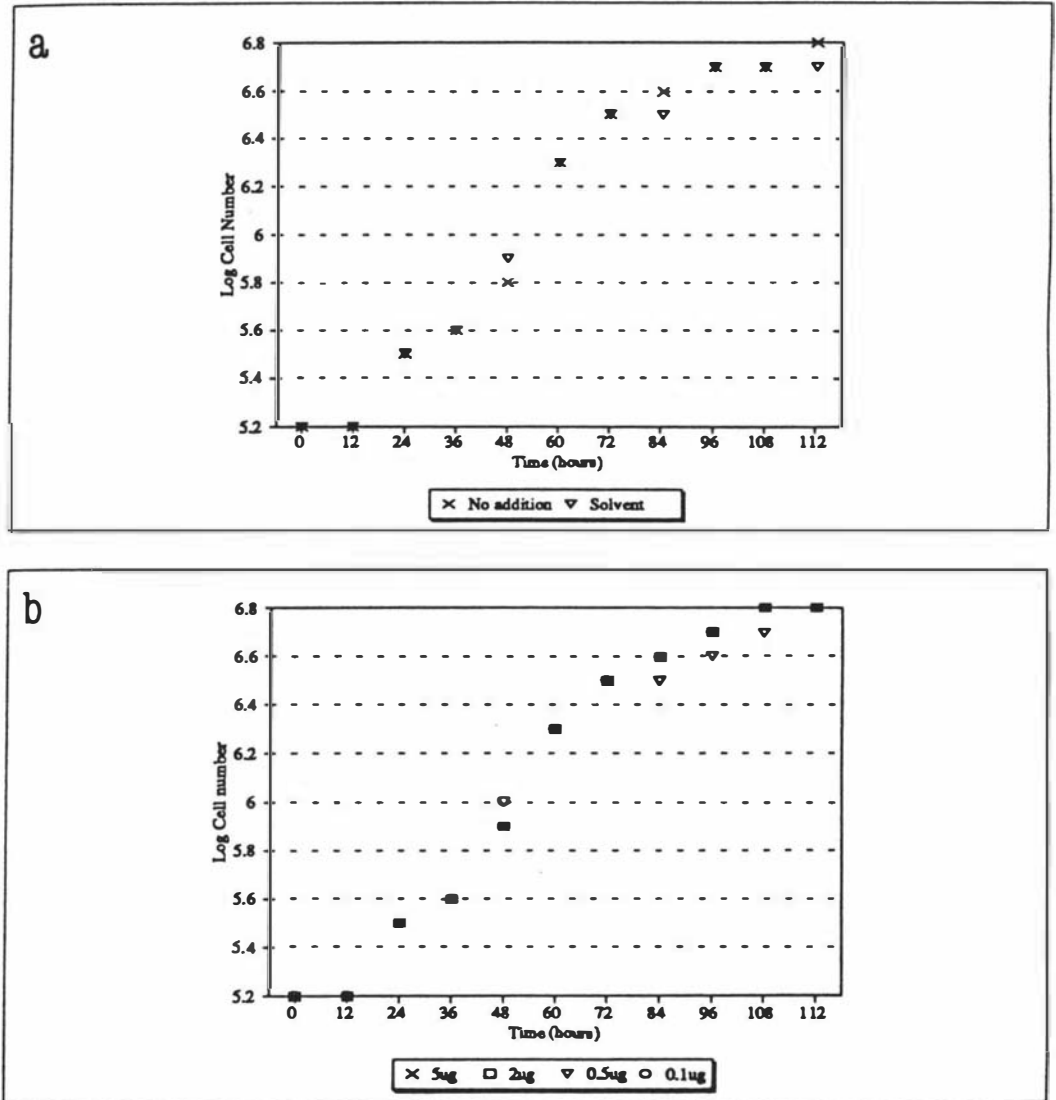 a
6.8
6.6
6.4
6.2
6
5.8
5.6
5.4
5.2
Log Cell Number
0 12 24 36 48 60 72 84 96 108 112
Time (hours)
No addition Solvent
b
6.8
6.6
6.4
6.2
6
5.8
5.6
5.4
5.2
Log Cell number
0 12 24 36 48 60 72 84 96 108 112
Time (hours)
5ug 2ug 0.5ug 0.1ug